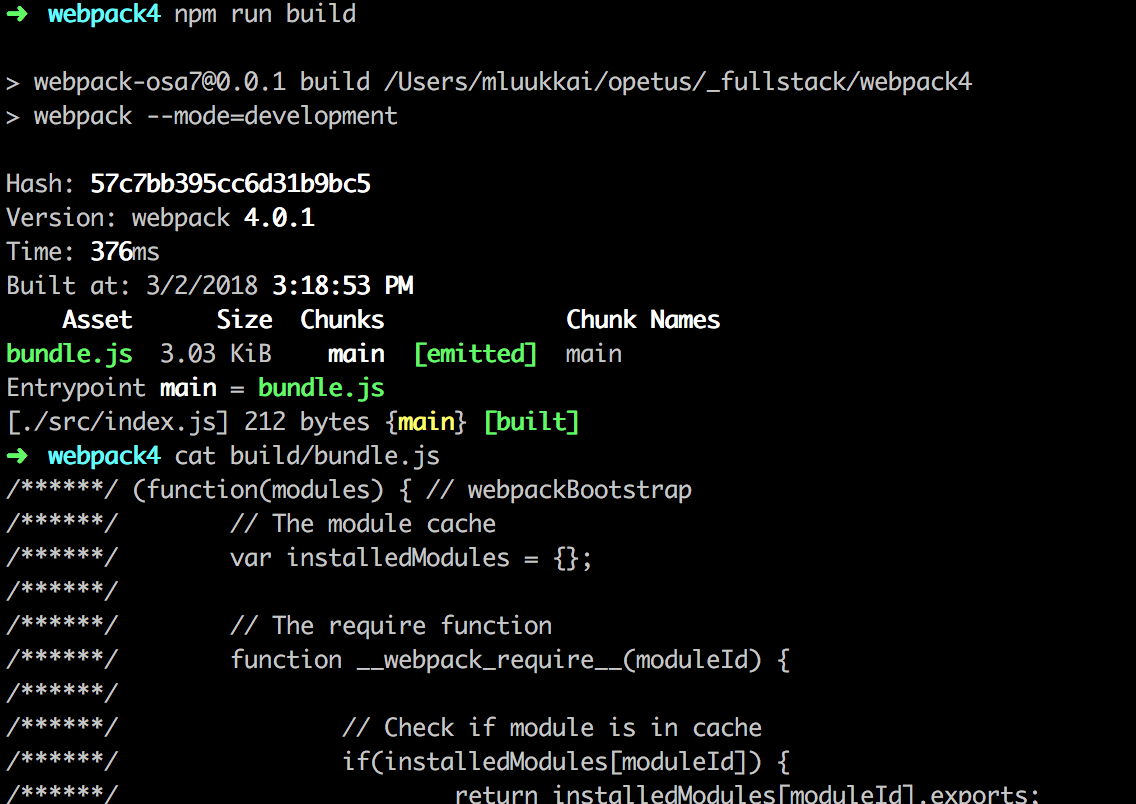 ➜  webpack4 npm run build

> webpack-osa7@0.0.1 build /Users/mluukkai/opetus/_fullstack/webpack4
> webpack --mode=development

Hash: 57c7bb395cc6d31b9bc5
Version: webpack 4.0.1
Time: 376ms
Built at: 3/2/2018 3:18:53 PM
    Asset      Size  Chunks             Chunk Names
bundle.js  3.03 KiB    main  [emitted]  main
Entrypoint main = bundle.js
[./src/index.js] 212 bytes {main} [built]
➜  webpack4 cat build/bundle.js
/******/ (function(modules) { // webpackBootstrap
/******/        // The module cache
/******/        var installedModules = {};
/******/
/******/        // The require function
/******/        function __webpack_require__(moduleId) {
/******/
/******/                // Check if module is in cache
/******/                if(installedModules[moduleId]) {
/******/                        return installedModules[moduleId].exports;